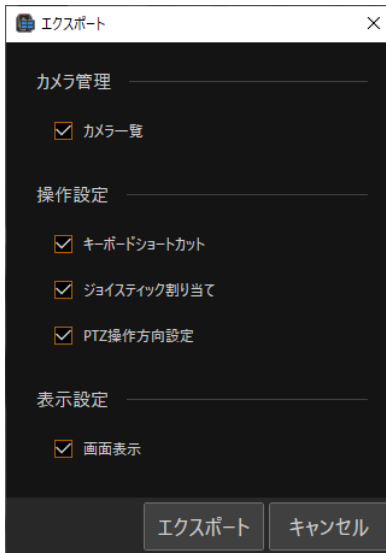 エクスポート
カメラ管理
カメラ一覧
操作設定
キーボードショートカット
ジョイスティック割り当て
PTZ操作方向設定
表示設定
画面表示
エクスポート キャンセル